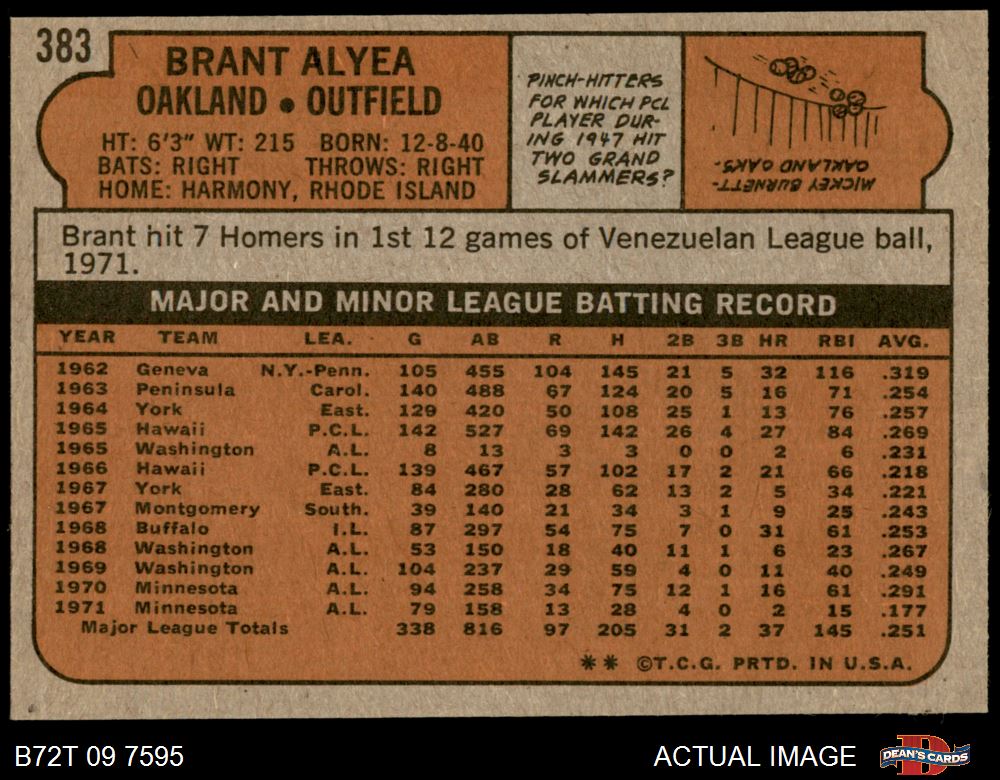 383
BRANT ALYEA
OAKLAND • OUTFIELD
HT: 6'3" WT: 215 BORN: 12-8-40
BATS: RIGHT THROWS: RIGHT
HOME: HARMONY, RHODE ISLAND
PINCH-HITTERS
FOR WHICH PCL
PLAYER DUR-
ING 1947 HIT
TWO GRAND
SLAMMERS?
MICKEY BURNETT-
OAKLAND OAKS.
Brant hit 7 Homers in 1st 12 games of Venezuelan League ball,
1971.
MAJOR AND MINOR LEAGUE BATTING RECORD
YEAR TEAM LEA. G AB R H 2B 3B HR RBI AVG.
1962 Geneva N.Y.-Penn. 105 455 104 145 21 5 32 116 .319
1963 Peninsula Carol. 140 488 67 124 20 5 16 71 .254
1964 York East. 129 420 50 108 25 1 13 76 .257
1965 Hawaii P.C.L. 142 527 69 142 26 4 27 84 .269
1965 Washington A.L. 8 13 3 3 0 0 2 6 .231
1966 Hawaii P.C.L. 139 467 57 102 17 2 21 66 .218
1967 York East. 84 280 28 62 13 2 5 34 .221
1967 Montgomery South. 39 140 21 34 3 1 9 25 .243
1968 Buffalo I.L. 87 297 54 75 7 0 31 61 .253
1968 Washington A.L. 53 150 18 40 11 1 6 23 .267
1969 Washington A.L. 104 237 29 59 4 0 11 40 .249
1970 Minnesota A.L. 94 258 34 75 12 1 16 61 .291
1971 Minnesota A.L. 79 158 13 28 4 0 2 15 .177
Major League Totals 338 816 97 205 31 2 37 145 .251
** ©T.C.G. PRTD. IN U.S.A.
B72T 09 7595
ACTUAL IMAGE
DEAN'S CARDS